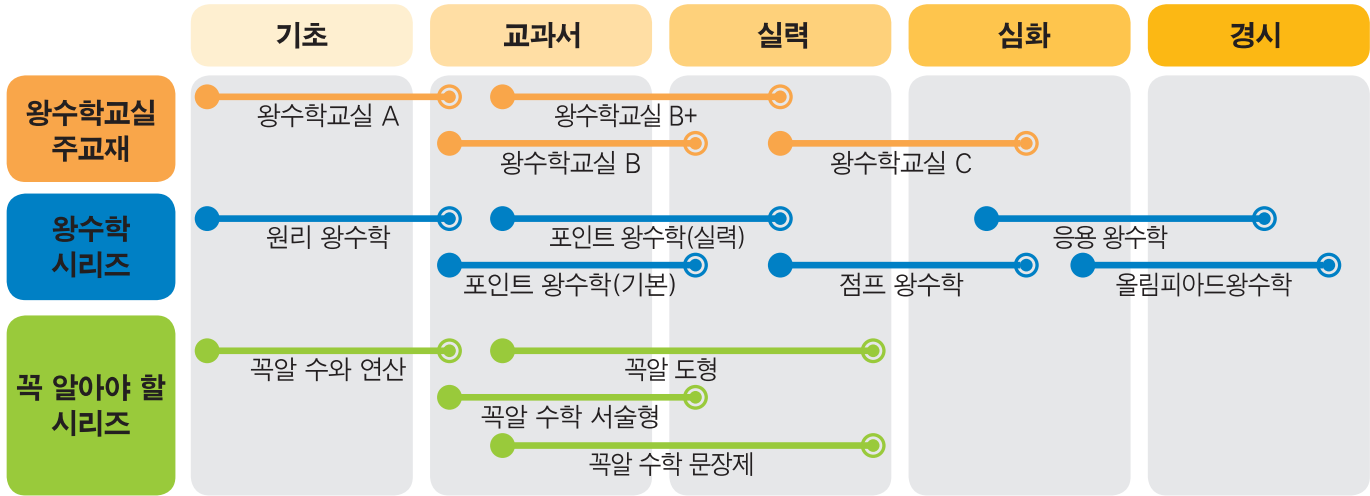 기초 교과서 실력 심화 경시
왕수학교실
주교재
왕수학교실 A 왕수학교실 B+
왕수학교실 B 왕수학교실 C
왕수학
시리즈
원리 왕수학 포인트 왕수학(실력) 응용 왕수학
포인트 왕수학(기본) 점프 왕수학 올림피아드왕수학
꼭 알아야 할
시리즈
꼭알 수와 연산 꼭알 도형
꼭알 수학 서술형
꼭알 수학 문장제